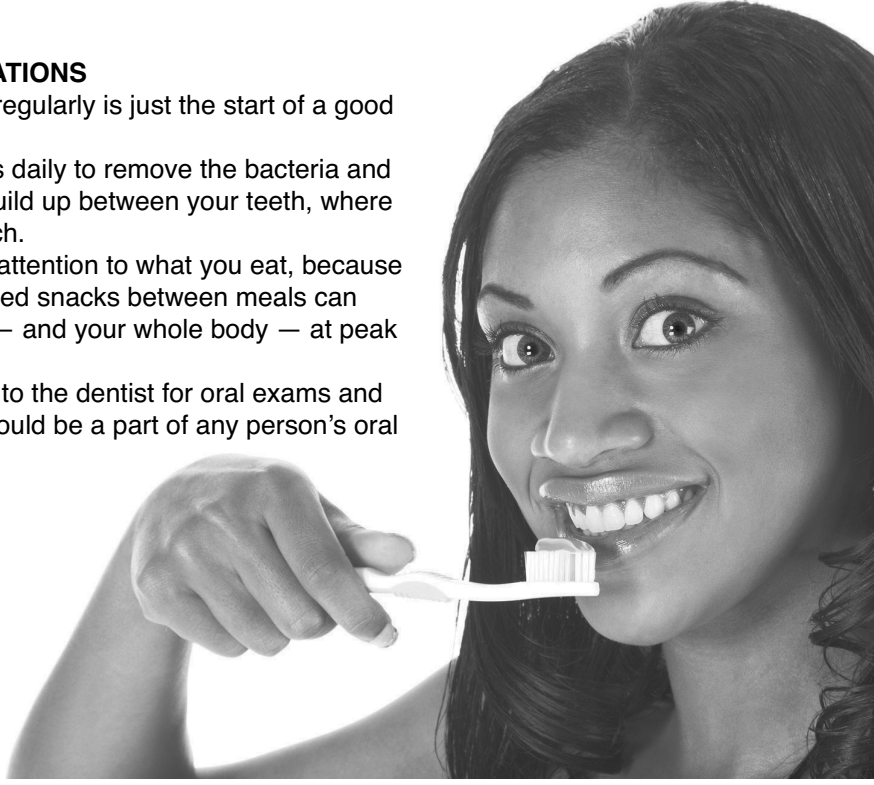 ATIONS
regularly is just the start of a good
s daily to remove the bacteria and
uild up between your teeth, where
ch.
attention to what you eat, because
ed snacks between meals can
– and your whole body — at peak
to the dentist for oral exams and
ould be a part of any person’s oral